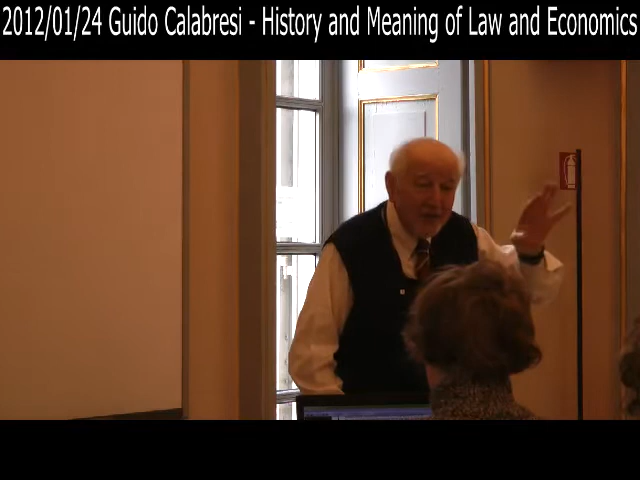 2012/01/24 Guido Calabresi - History and Meaning of Law and Economics